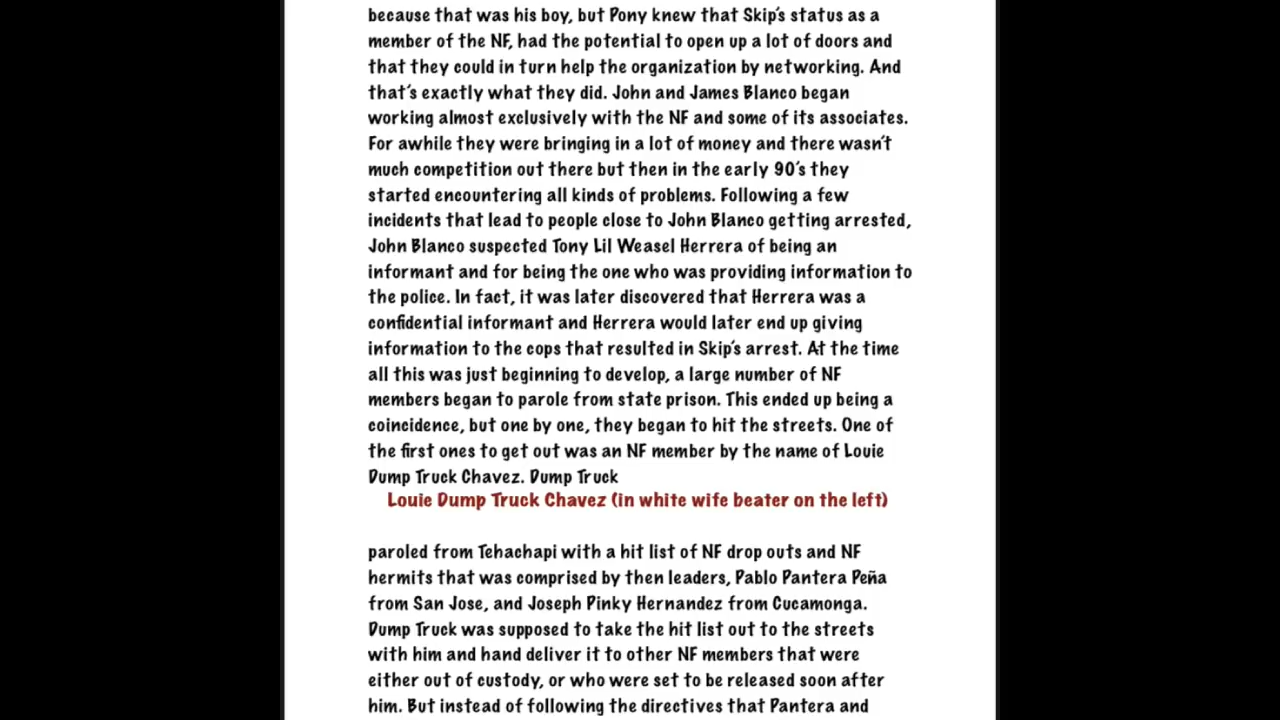 because that was his boy, but Pony knew that Skip's status as a
member of the NF, had the potential to open up a lot of doors and
that they could in turn help the organization by networking. And
that's exactly what they did. John and James Blanco began
working almost exclusively with the NF and some of its associates.
For awhile they were bringing in a lot of money and there wasn't
much competition out there but then in the early 90's they
started encountering all kinds of problems. Following a few
incidents that lead to people close to John Blanco getting arrested,
John Blanco suspected Tony Lil Weasel Herrera of being an
informant and for being the one who was providing information to
the police. In fact, it was later discovered that Herrera was a
confidential informant and Herrera would later end up giving
information to the cops that resulted in Skip's arrest. At the time
all this was just beginning to develop, a large number of NF
members began to parole from state prison. This ended up being a
coincidence, but one by one, they began to hit the streets. One of
the first ones to get out was an NF member by the name of Louie
Dump Truck Chavez. Dump Truck
Louie Dump Truck Chavez (in white wife beater on the left)
paroled from Tehachapi with a hit list of NF drop outs and NF
hermits that was comprised by then leaders, Pablo Pantera Peña
from San Jose, and Joseph Pinky Hernandez from Cucamonga.
Dump Truck was supposed to take the hit list out to the streets
with him and hand deliver it to other NF members that were
either out of custody, or who were set to be released soon after
him. But instead of following the directives that Pantera and